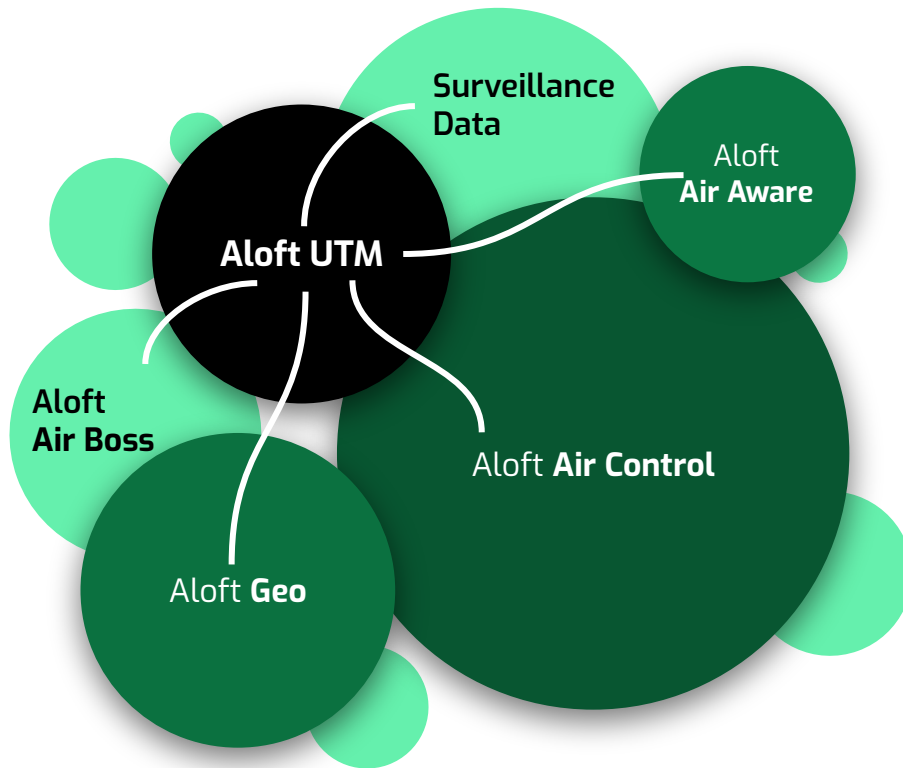 Surveillance
Data
Aloft
Air Aware
Aloft UTM
Aloft
Air Boss
Aloft Air Control
Aloft Geo